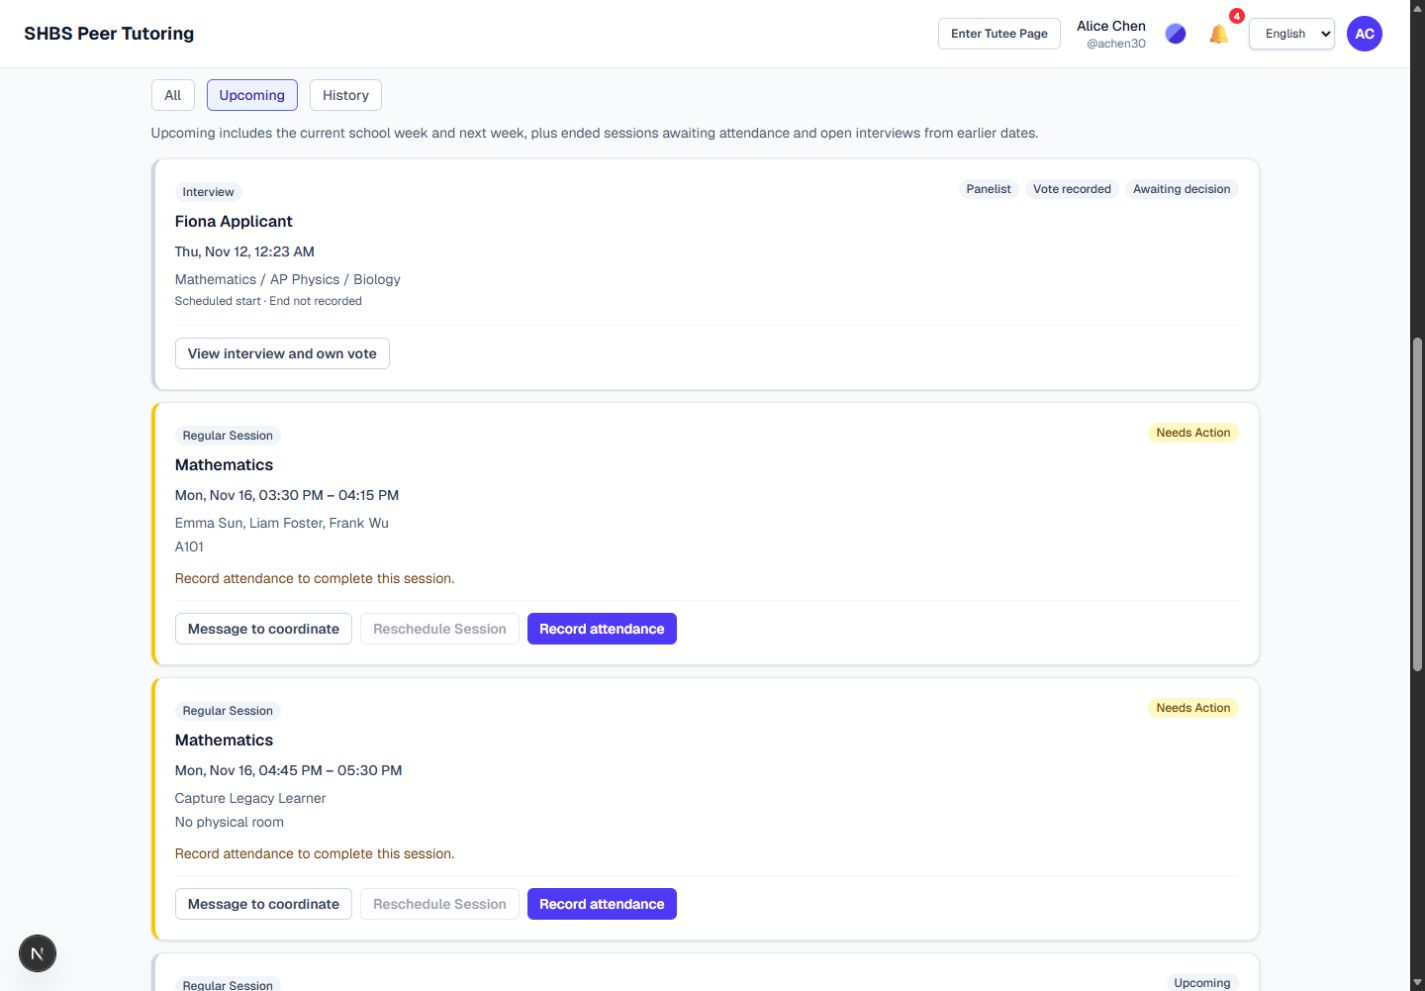 SHBS Peer Tutoring
Enter Tutee Page
Alice Chen
@achen30
4
English
AC
All
Upcoming
History
Upcoming includes the current school week and next week, plus ended sessions awaiting attendance and open interviews from earlier dates.
Interview
Panelist
Vote recorded
Awaiting decision
Fiona Applicant
Thu, Nov 12, 12:23 AM
Mathematics / AP Physics / Biology
Scheduled start · End not recorded
View interview and own vote
Regular Session
Needs Action
Mathematics
Mon, Nov 16, 03:30 PM – 04:15 PM
Emma Sun, Liam Foster, Frank Wu
A101
Record attendance to complete this session.
Message to coordinate
Reschedule Session
Record attendance
Regular Session
Needs Action
Mathematics
Mon, Nov 16, 04:45 PM – 05:30 PM
Capture Legacy Learner
No physical room
Record attendance to complete this session.
Message to coordinate
Reschedule Session
Record attendance
N
Regular Session
Upcoming